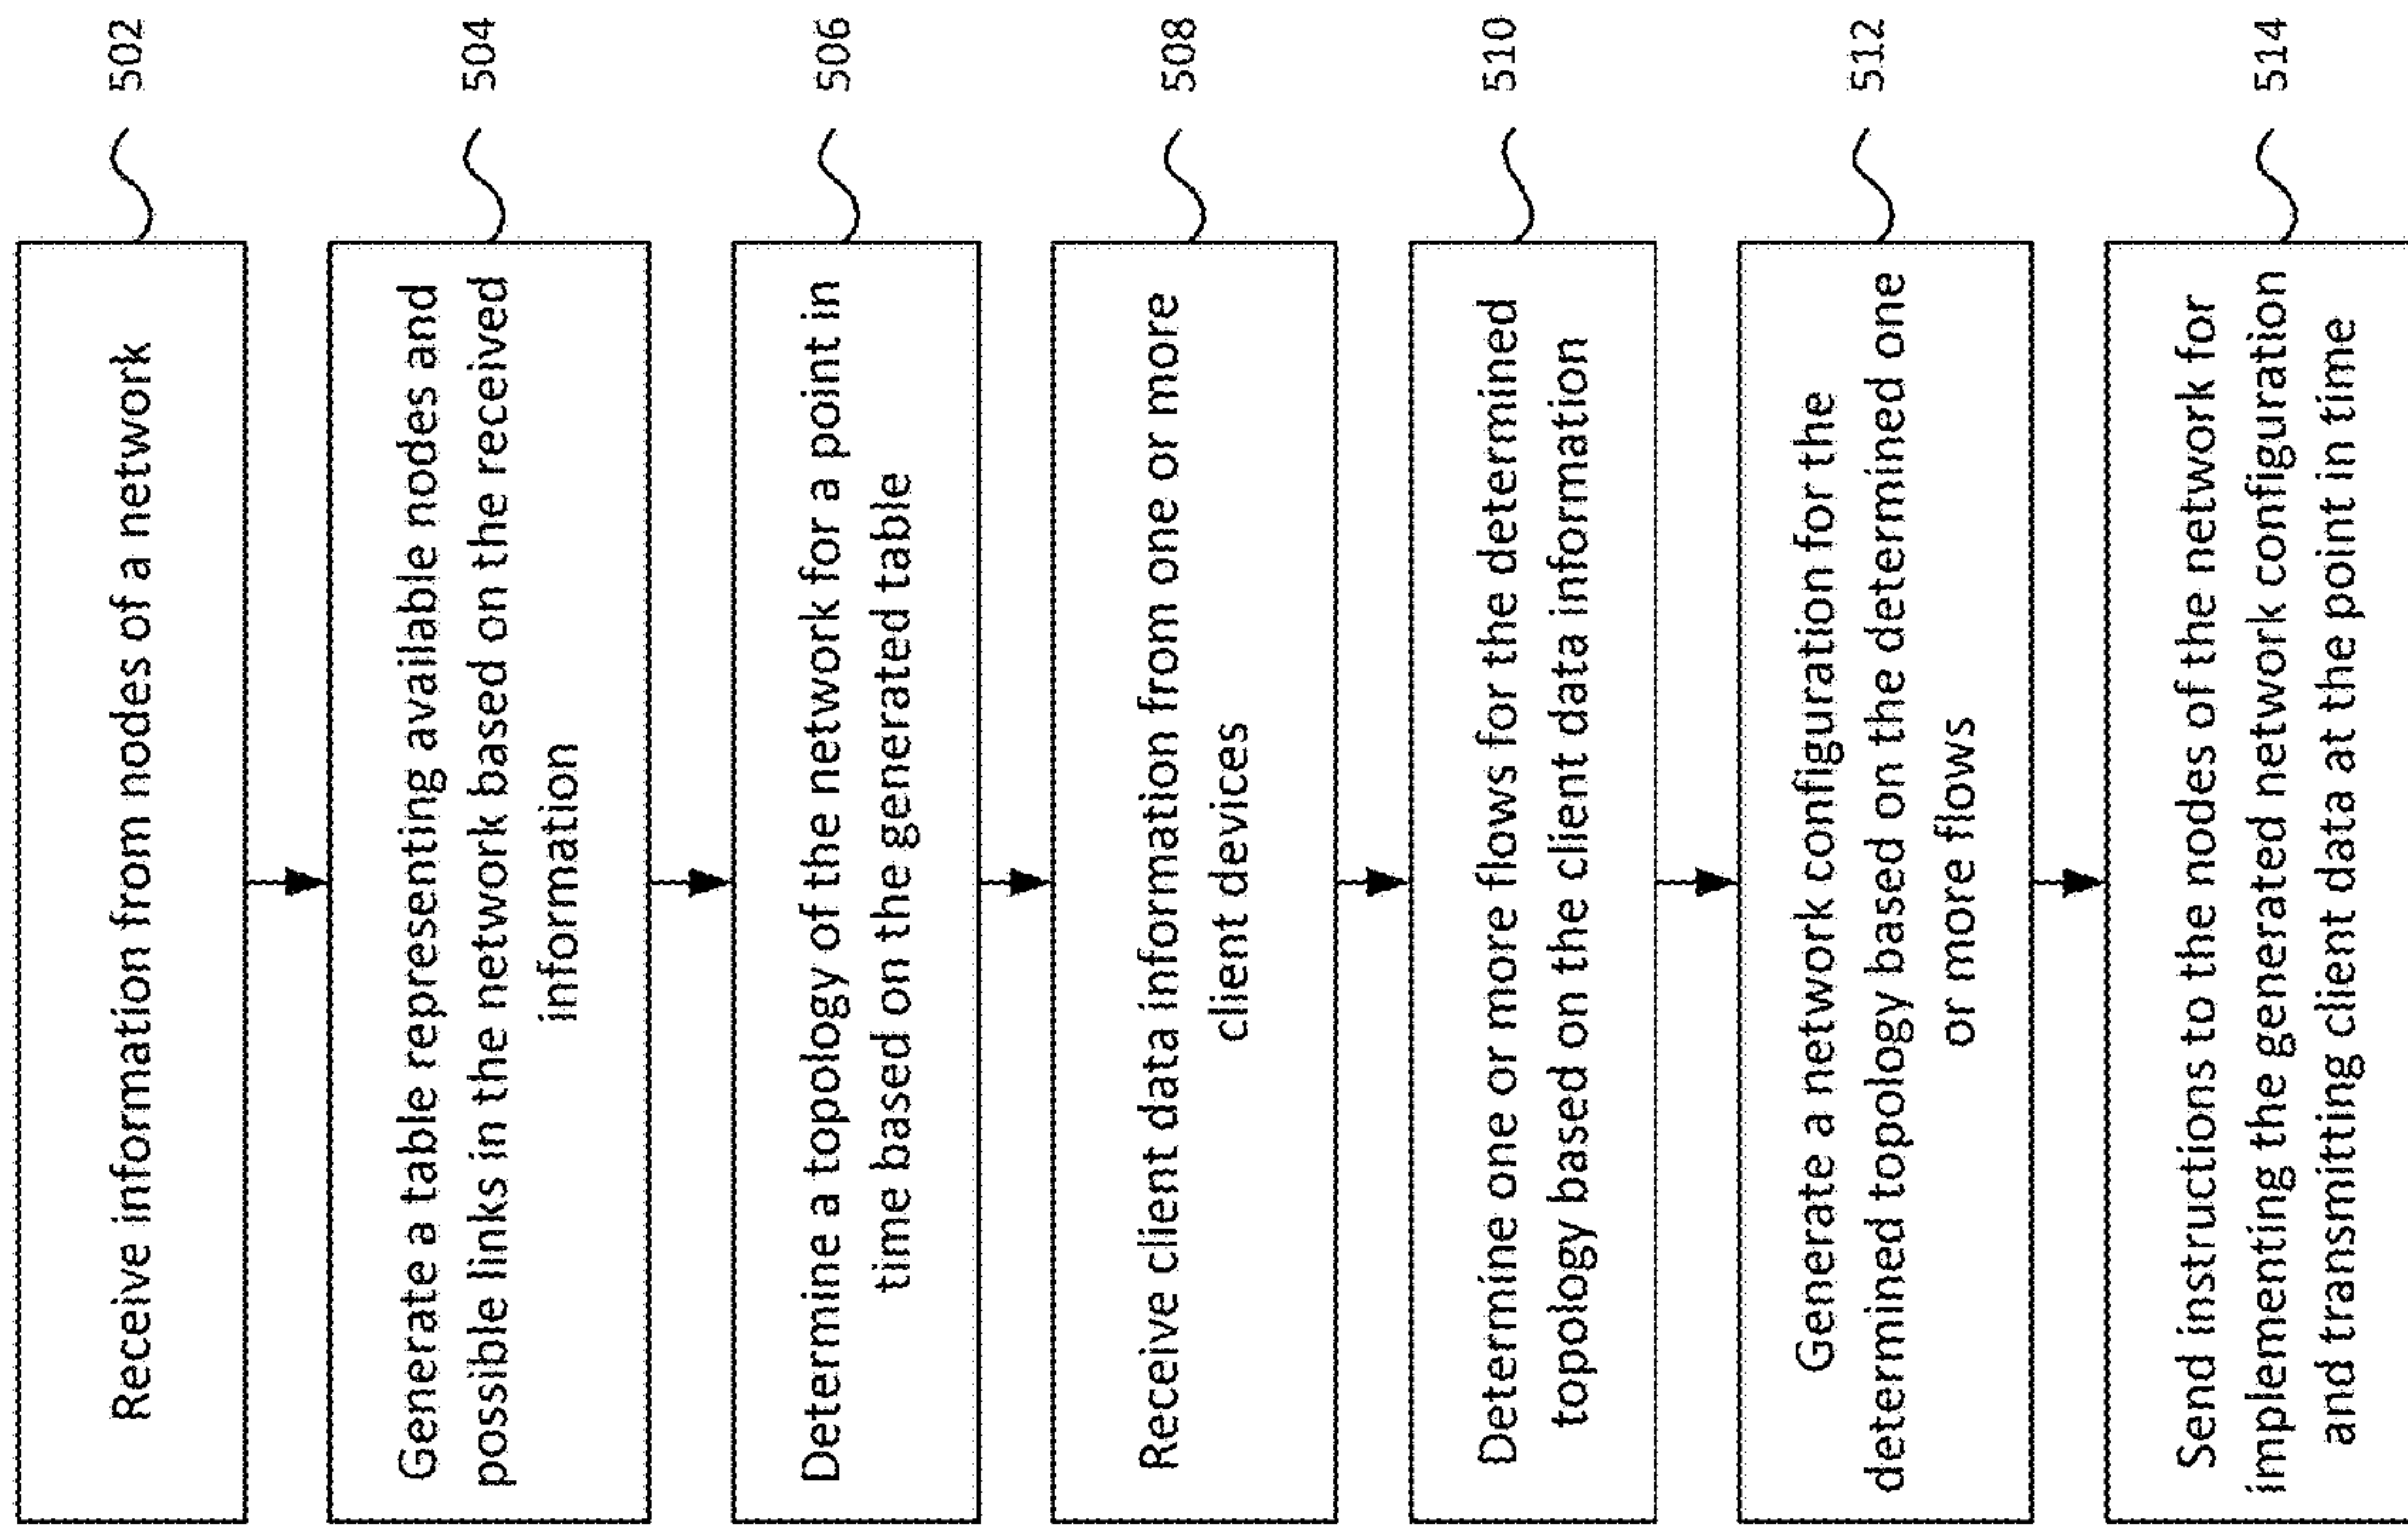 Receive information from nodes of a network
502
Generate a table representing available nodes and
possible links in the network based on the received
information
504
Determine a topology of the network for a point in
time based on the generated table
506
Receive client data information from one or more
client devices
508
Determine one or more flows for the determined
topology based on the client data information
510
Generate a network configuration for the
determined topology based on the determined one
or more flows
512
Send instructions to the nodes of the network for
implementing the generated network configuration
and transmitting client data at the point in time
514